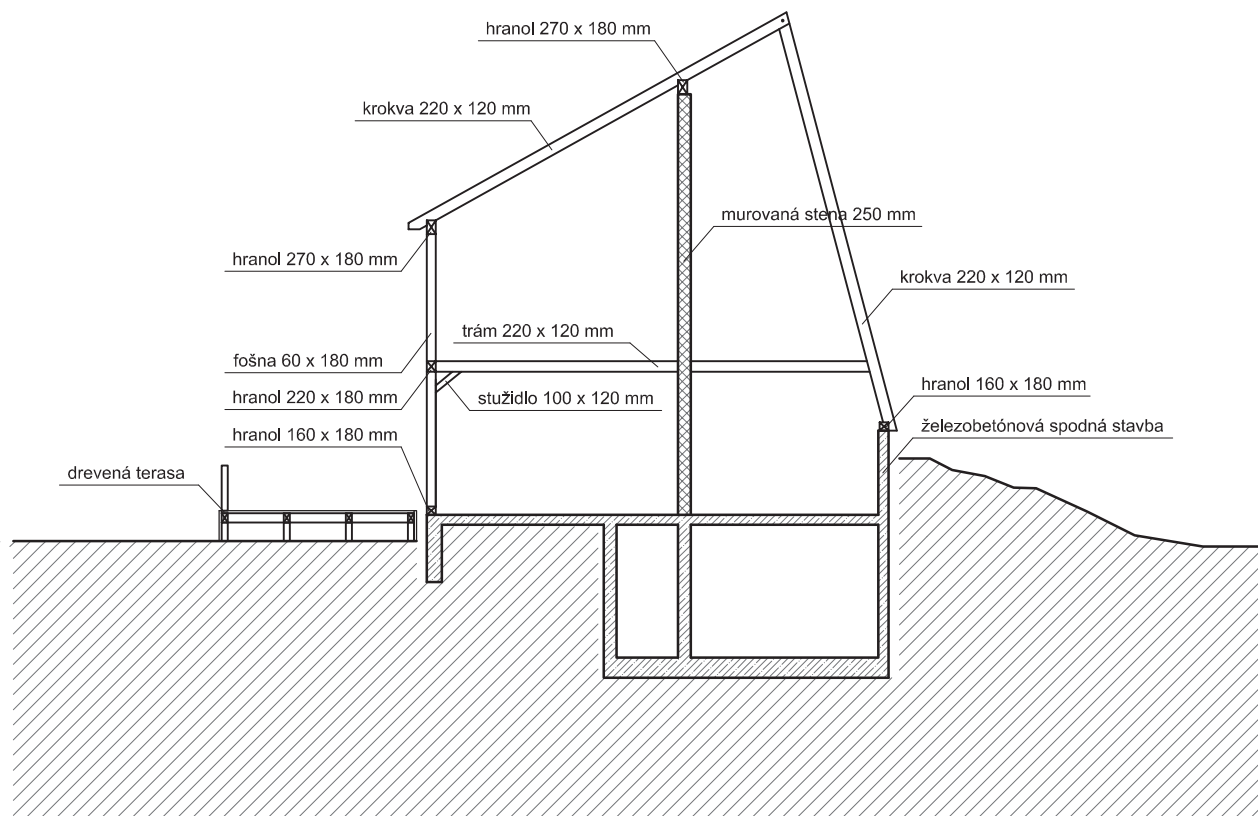 hranol 270 x 180 mm
krokva 220 x 120 mm
murovaná stena 250 mm
hranol 270 x 180 mm
krokva 220 x 120 mm
trám 220 x 120 mm
fošna 60 x 180 mm
hranol 220 x 180 mm
stužidlo 100 x 120 mm
hranol 160 x 180 mm
železobetónová spodná stavba
hranol 160 x 180 mm
drevená terasa